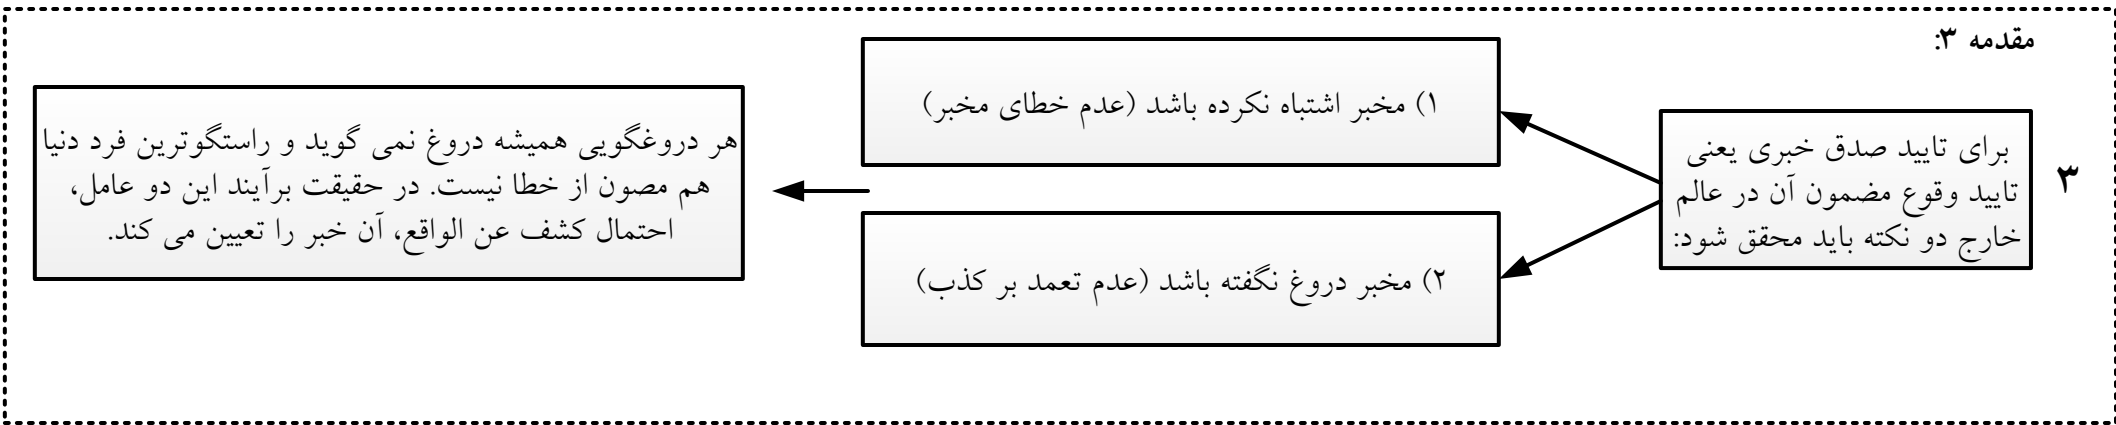 مقدمه ۳:
۳
برای تایید صدق خبری یعنی
تایید وقوع مضمون آن در عالم
خارج دو نکته باید محقق شود:
۱) مخبر اشتباه نکرده باشد (عدم خطای مخبر)
۲) مخبر دروغ نگفته باشد (عدم تعمد بر کذب)
هر دروغگویی همیشه دروغ نمی گوید و راستگوترین فرد دنیا
هم مصون از خطا نیست. در حقیقت برآیند این دو عامل،
احتمال کشف عن الواقع، آن خبر را تعیین می کند.